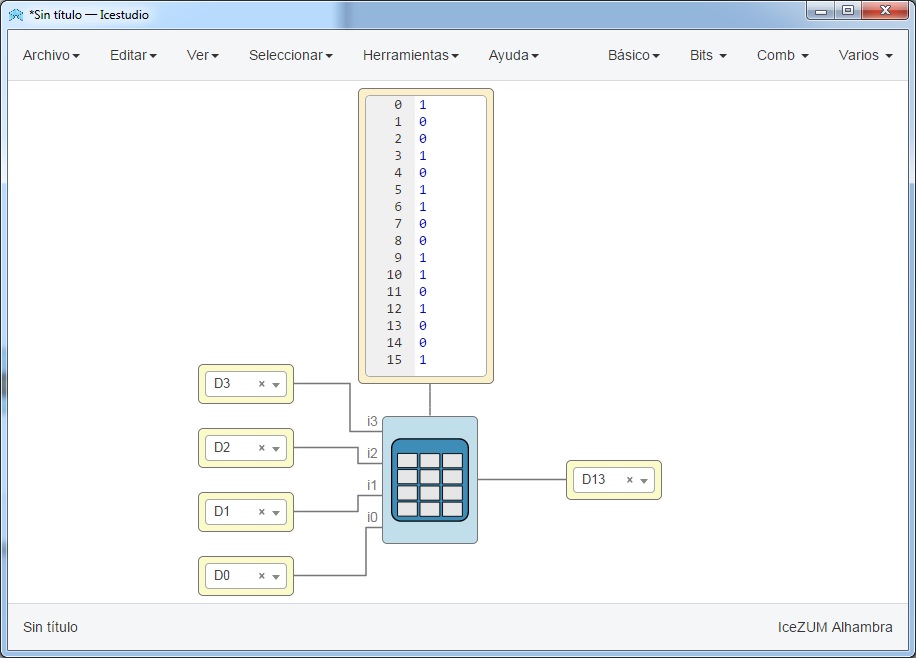 *Sin título — Icestudio
Archivo Editar Ver Seleccionar Herramientas Ayuda Básico Bits Comb Varios
0 1
1 0
2 0
3 1
4 0
5 1
6 1
7 0
8 0
9 1
10 1
11 0
12 1
13 0
14 0
15 1
D3 ×
D2 ×
D1 ×
D0 ×
i3
i2
i1
i0
D13 ×
Sin título IceZUM Alhambra